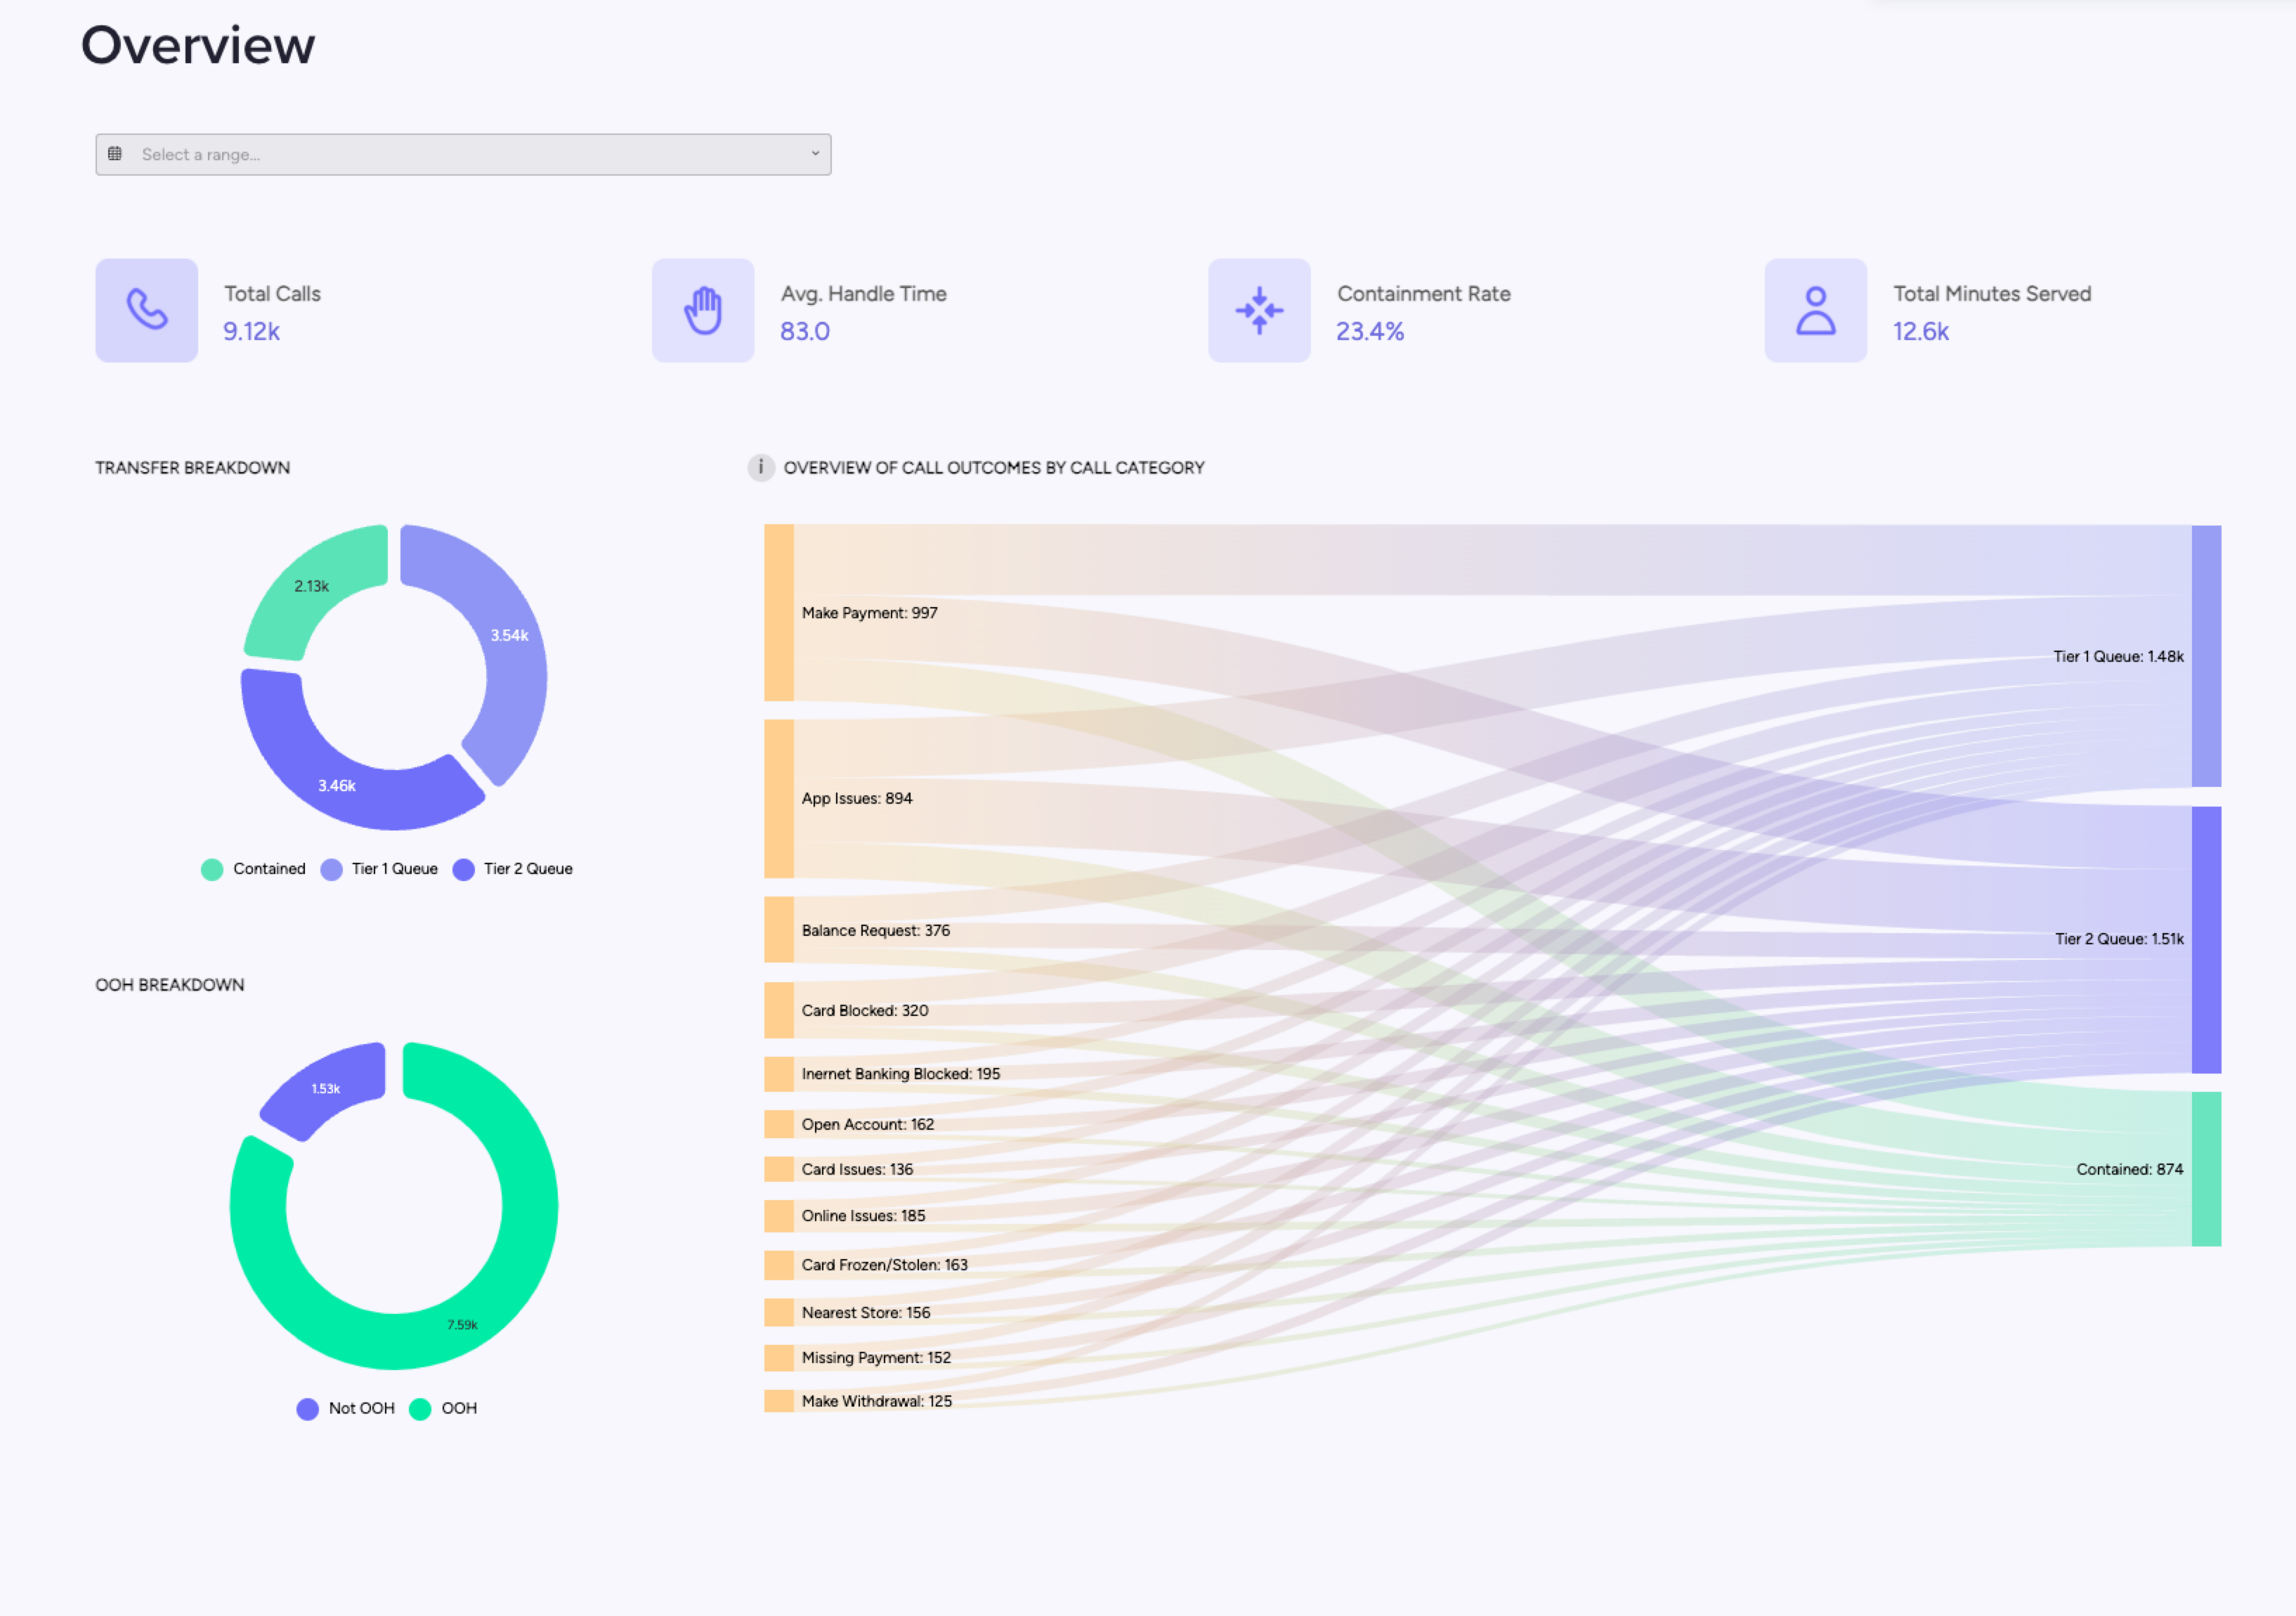 Overview
Select a range...
Total Calls
9.12k
Avg. Handle Time
83.0
Containment Rate
23.4%
Total Minutes Served
12.6k
TRANSFER BREAKDOWN
2.13k
3.54k
3.46k
Contained
Tier 1 Queue
Tier 2 Queue
OOH BREAKDOWN
1.53k
7.59k
Not OOH
OOH
i
OVERVIEW OF CALL OUTCOMES BY CALL CATEGORY
Make Payment: 997
App Issues: 894
Balance Request: 376
Card Blocked: 320
Inernet Banking Blocked: 195
Open Account: 162
Card Issues: 136
Online Issues: 185
Card Frozen/Stolen: 163
Nearest Store: 156
Missing Payment: 152
Make Withdrawal: 125
Tier 1 Queue: 1.48k
Tier 2 Queue: 1.51k
Contained: 874